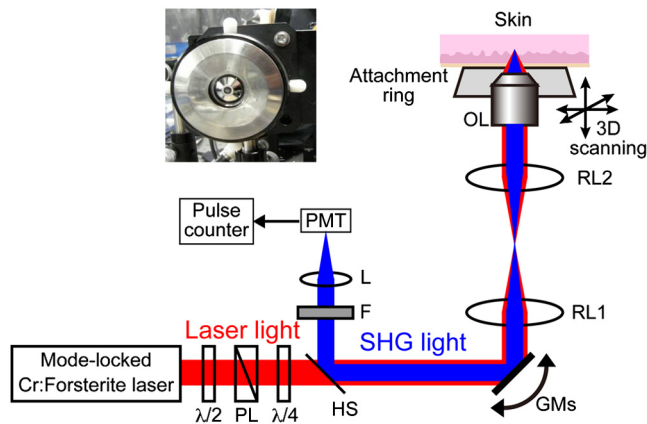 Skin
Attachment
ring
OL
3D
scanning
RL2
Pulse
counter
PMT
L
F
RL1
Laser light
SHG light
Mode-locked
Cr:Forsterite laser
λ/2
PL
λ/4
HS
GMs